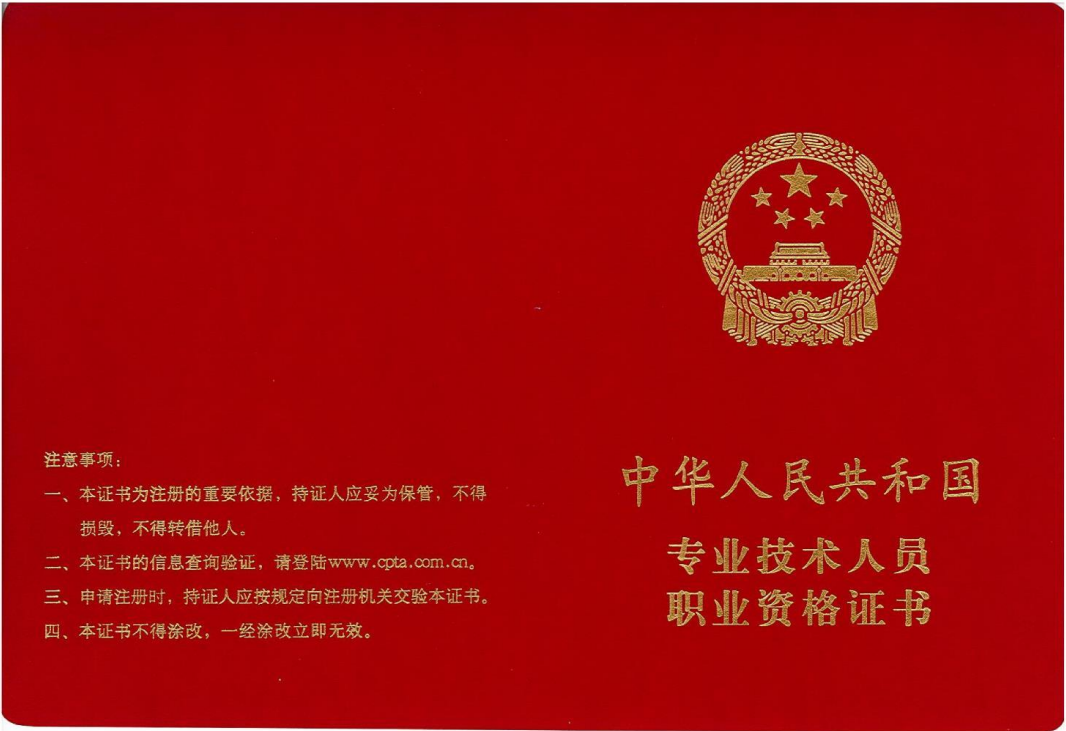 注意事项：
一、本证书为注册的重要依据，持证人应妥为保管，不得
损毁，不得转借他人。
二、本证书的信息查询验证，请登陆www.cpta.com.cn。
三、申请注册时，持证人应按规定向注册机关交验本证书。
四、本证书不得涂改，一经涂改立即无效。
中华人民共和国
专业技术人员
职业资格证书